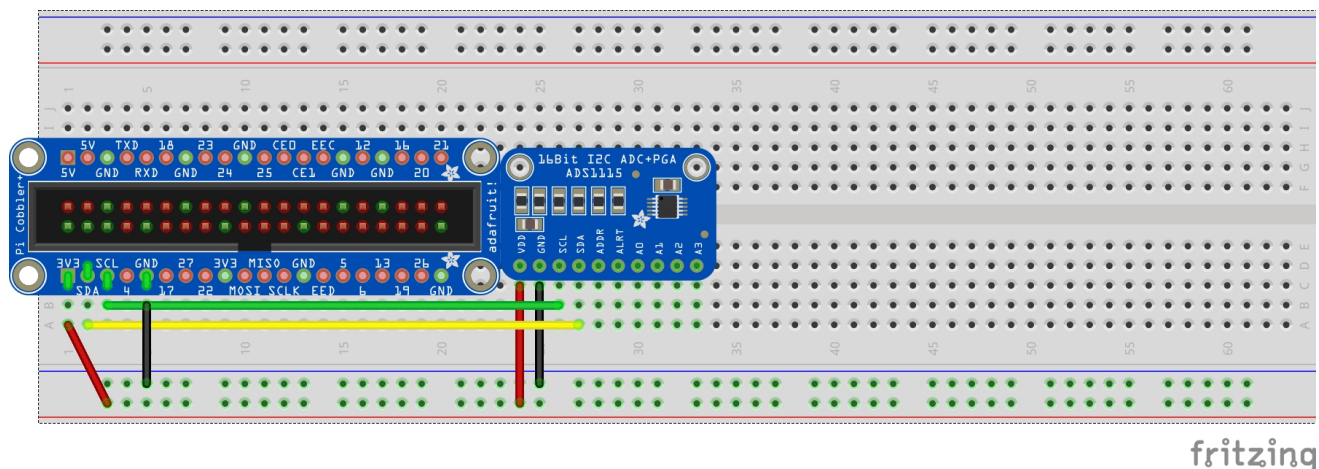 1 5 10 15 20 25 30 35 40 45 50 55 60
J J
I I
H
G
F
5V TXD 18 23 GND CE0 EEC 12 16 21
5V GND RXD GND 24 25 CE1 GND GND 20
Pi Cobbler+
adafruit!
16Bit I2C ADC+PGA
ADS1115
VDD GND SCL SDA ADDR ALRT A0 A1 A2 A3
E
D
C
3V3 SCL GND 27 3V3 MISO GND 5 13 26
SDA 4 17 22 MOSI SCLK EED 6 19 GND
B B
A A
1 10 15 20 25 30 35 40 45 50 55 60
fritzing